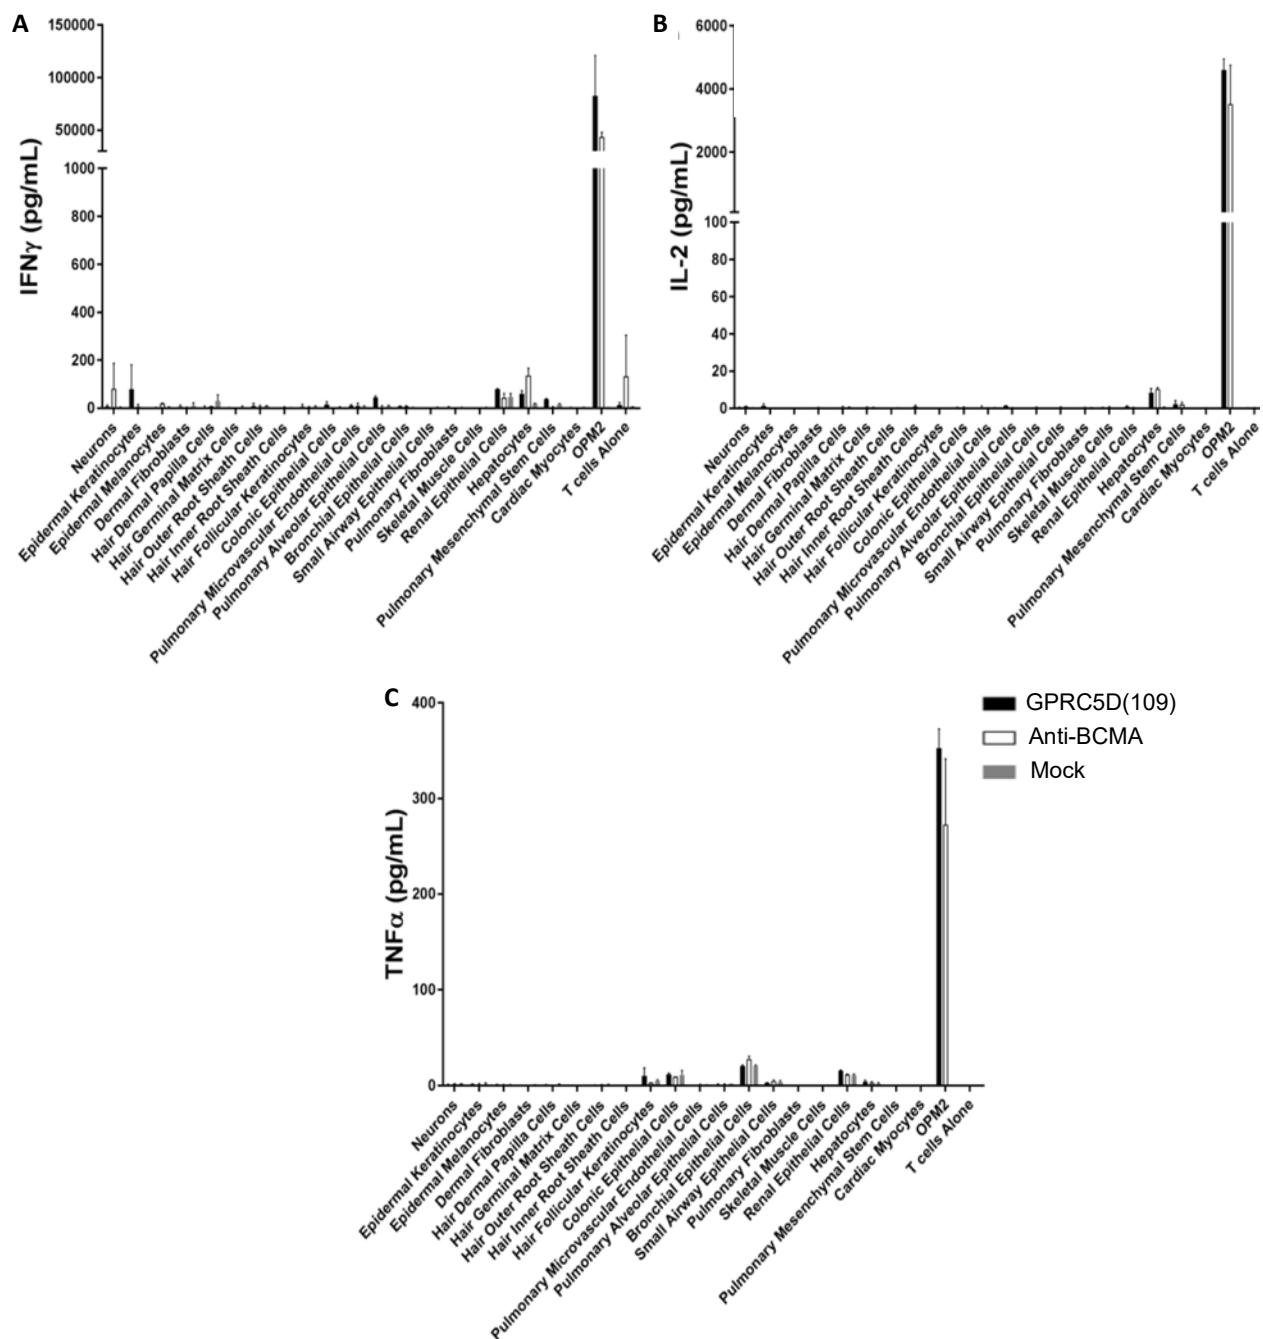 A
150000
100000
50000
1000
800
600
400
200
0
IFNγ (pg/mL)
Neurons
Epidermal Keratinocytes
Epidermal Melanocytes
Dermal Fibroblasts
Hair Dermal Papilla Cells
Hair Germinal Matrix Cells
Hair Outer Root Sheath Cells
Hair Inner Root Sheath Cells
Hair Follicular Keratinocytes
Colonic Epithelial Cells
Pulmonary Microvascular Endothelial Cells
Pulmonary Alveolar Epithelial Cells
Bronchial Epithelial Cells
Small Airway Epithelial Cells
Pulmonary Fibroblasts
Skeletal Muscle Cells
Renal Epithelial Cells
Hepatocytes
Pulmonary Mesenchymal Stem Cells
Cardiac Myocytes
OPM2
T cells Alone
B
6000
4000
2000
100
80
60
40
20
0
IL-2 (pg/mL)
Neurons
Epidermal Keratinocytes
Epidermal Melanocytes
Dermal Fibroblasts
Hair Dermal Papilla Cells
Hair Germinal Matrix Cells
Hair Outer Root Sheath Cells
Hair Inner Root Sheath Cells
Hair Follicular Keratinocytes
Colonic Epithelial Cells
Pulmonary Microvascular Endothelial Cells
Pulmonary Alveolar Epithelial Cells
Bronchial Epithelial Cells
Small Airway Epithelial Cells
Pulmonary Fibroblasts
Skeletal Muscle Cells
Renal Epithelial Cells
Hepatocytes
Pulmonary Mesenchymal Stem Cells
Cardiac Myocytes
OPM2
T cells Alone
C
400
300
200
100
0
TNFα (pg/mL)
Neurons
Epidermal Keratinocytes
Epidermal Melanocytes
Dermal Fibroblasts
Hair Dermal Papilla Cells
Hair Germinal Matrix Cells
Hair Outer Root Sheath Cells
Hair Inner Root Sheath Cells
Hair Follicular Keratinocytes
Colonic Epithelial Cells
Pulmonary Microvascular Endothelial Cells
Pulmonary Alveolar Epithelial Cells
Bronchial Epithelial Cells
Small Airway Epithelial Cells
Pulmonary Fibroblasts
Skeletal Muscle Cells
Renal Epithelial Cells
Hepatocytes
Pulmonary Mesenchymal Stem Cells
Cardiac Myocytes
OPM2
T cells Alone
GPRC5D(109)
Anti-BCMA
Mock